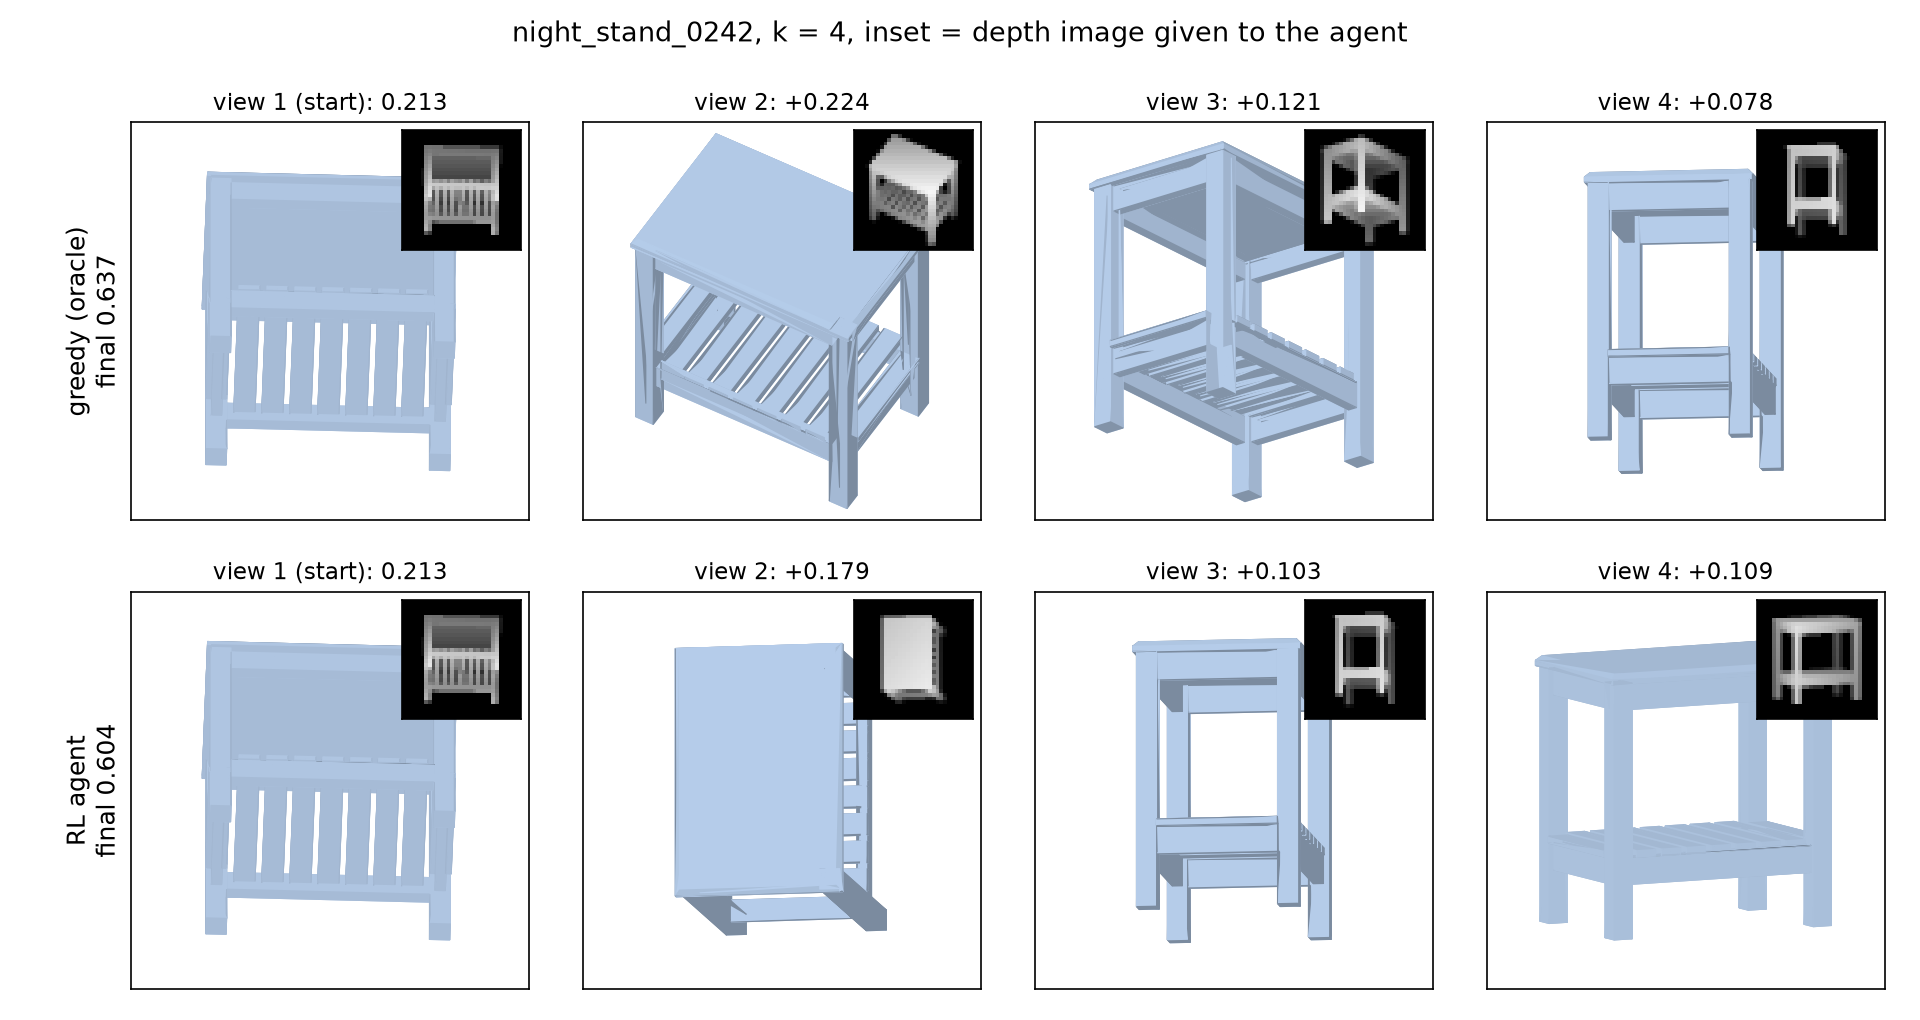 night_stand_0242, k = 4, inset = depth image given to the agent
view 1 (start): 0.213
view 2: +0.224
view 3: +0.121
view 4: +0.078
greedy (oracle)
final 0.637
view 1 (start): 0.213
view 2: +0.179
view 3: +0.103
view 4: +0.109
RL agent
final 0.604